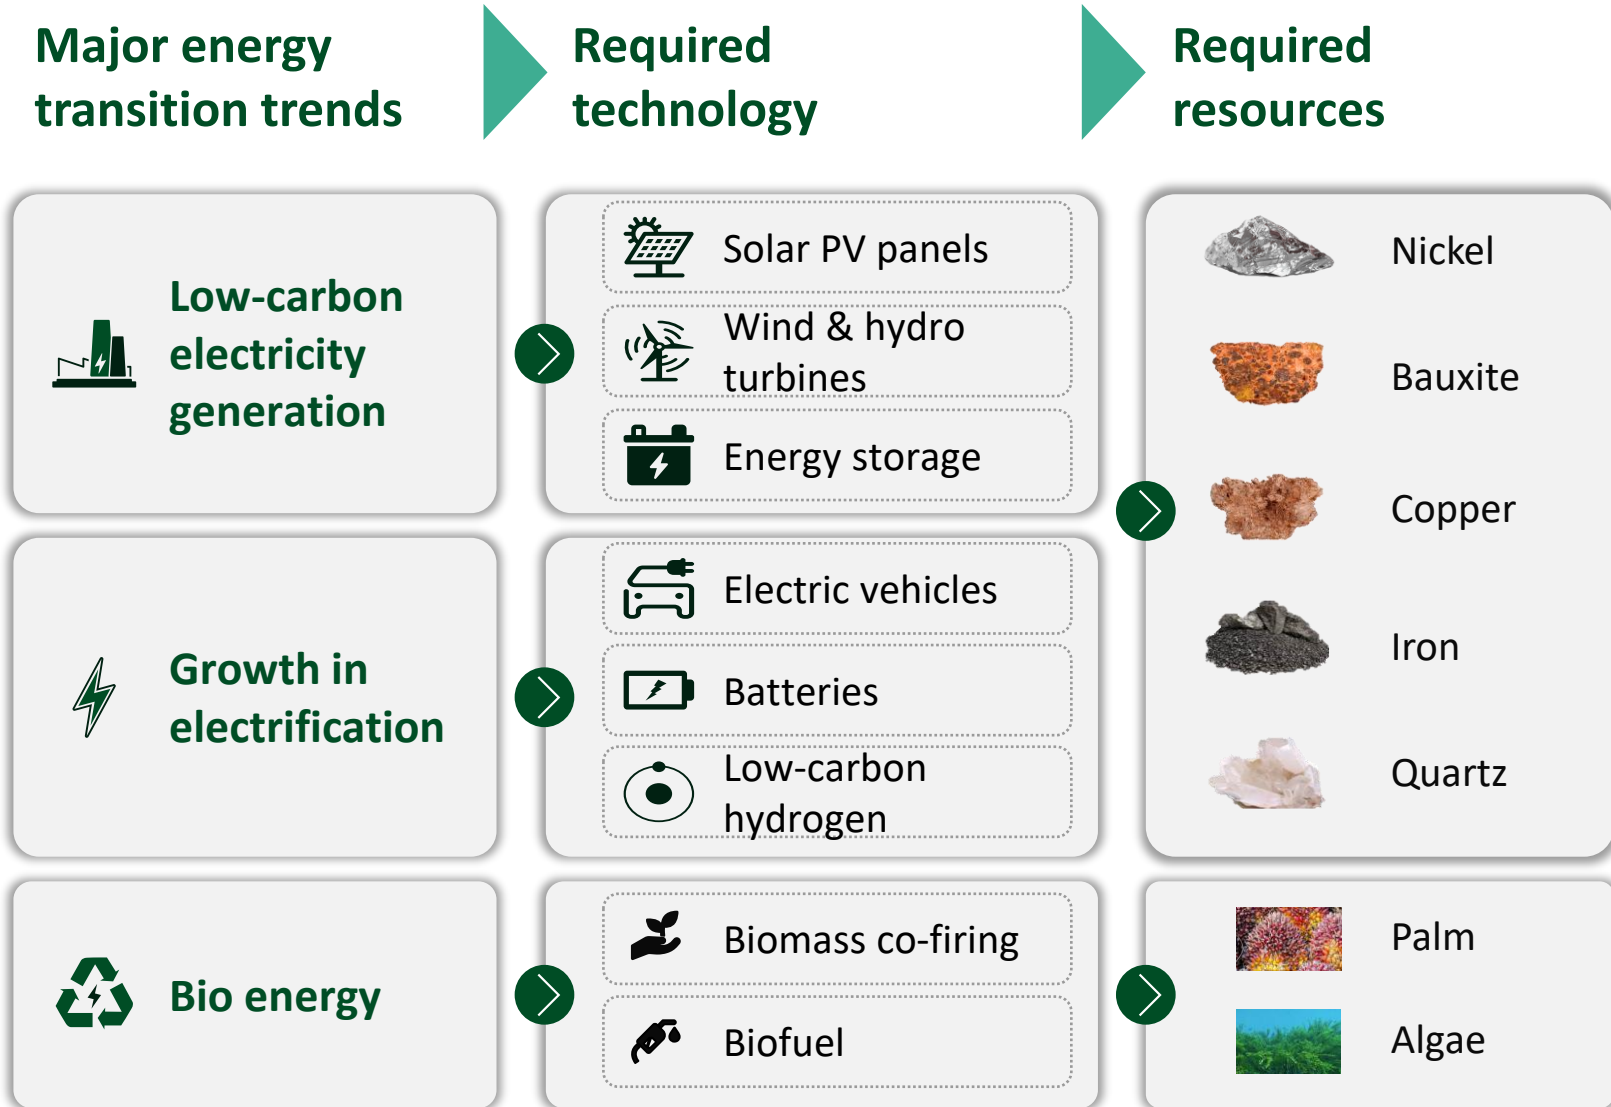 Major energy
transition trends
Required
technology
Required
resources
Low-carbon
electricity
generation
Solar PV panels
Wind & hydro
turbines
Energy storage
Growth in
electrification
Electric vehicles
Batteries
Low-carbon
hydrogen
Nickel
Bauxite
Copper
Iron
Quartz
Bio energy
Biomass co-firing
Biofuel
Palm
Algae